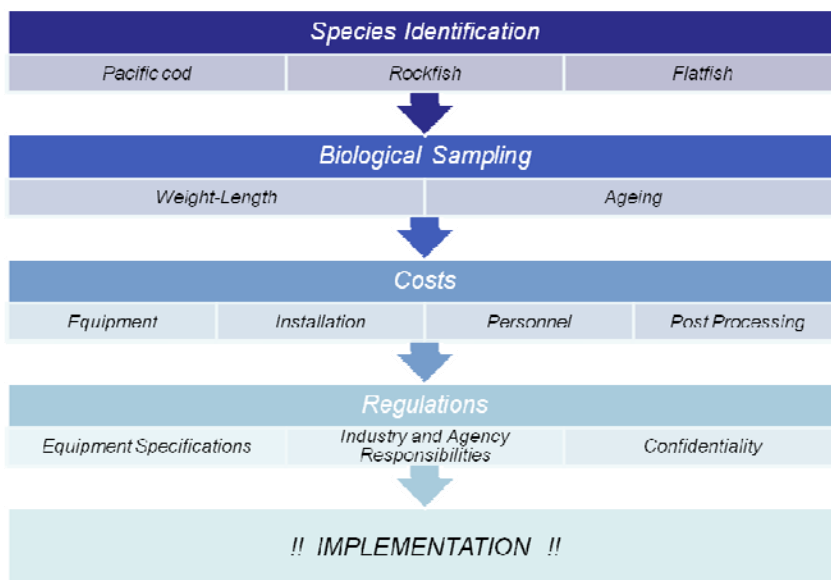 Species Identification
Pacific cod Rockfish Flatfish
Biological Sampling
Weight-Length Ageing
Costs
Equipment Installation Personnel Post Processing
Regulations
Equipment Specifications Industry and Agency Responsibilities Confidentiality
!! IMPLEMENTATION !!